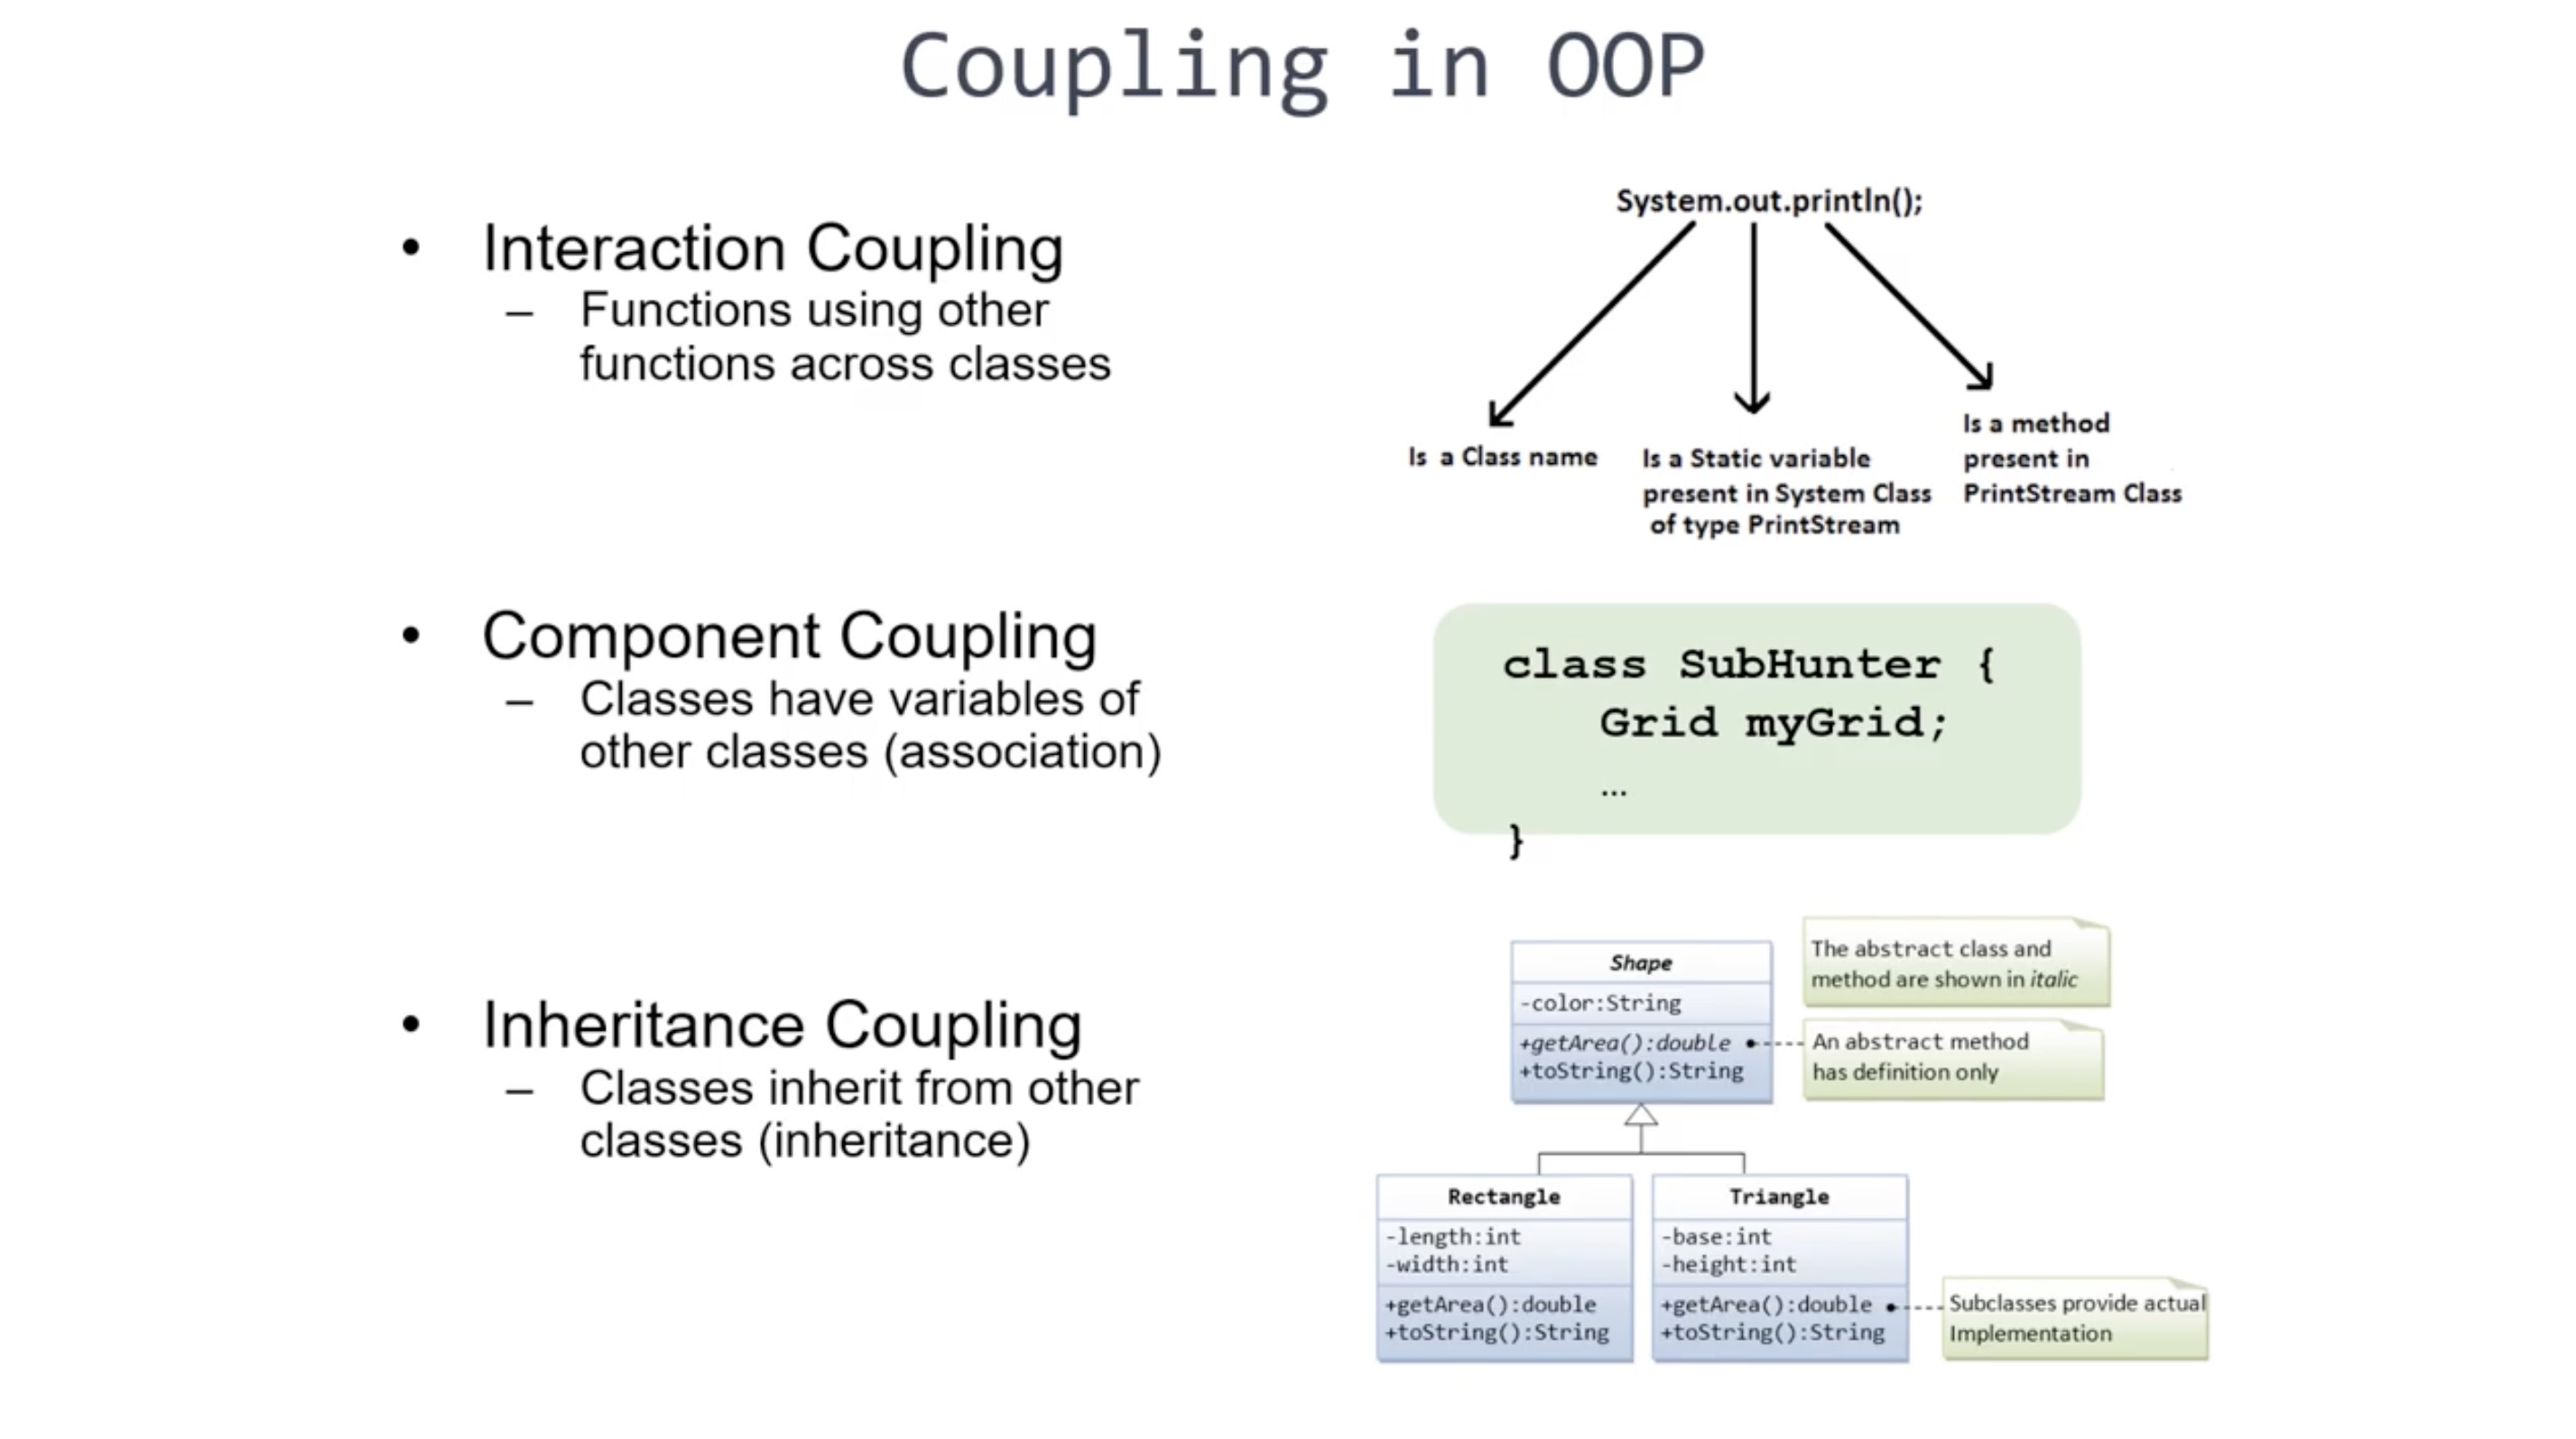 Coupling in OOP
• Interaction Coupling
– Functions using other
functions across classes
System.out.println();
Is a Class name
Is a Static variable
present in System Class
of type PrintStream
Is a method
present in
PrintStream Class
• Component Coupling
– Classes have variables of
other classes (association)
class SubHunter {
Grid myGrid;
...
}
• Inheritance Coupling
– Classes inherit from other
classes (inheritance)
Shape
-color:String
+getArea():double
+toString():String
The abstract class and
method are shown in italic
An abstract method
has definition only
Rectangle
-length:int
-width:int
+getArea():double
+toString():String
Triangle
-base:int
-height:int
+getArea():double
+toString():String
Subclasses provide actual
Implementation